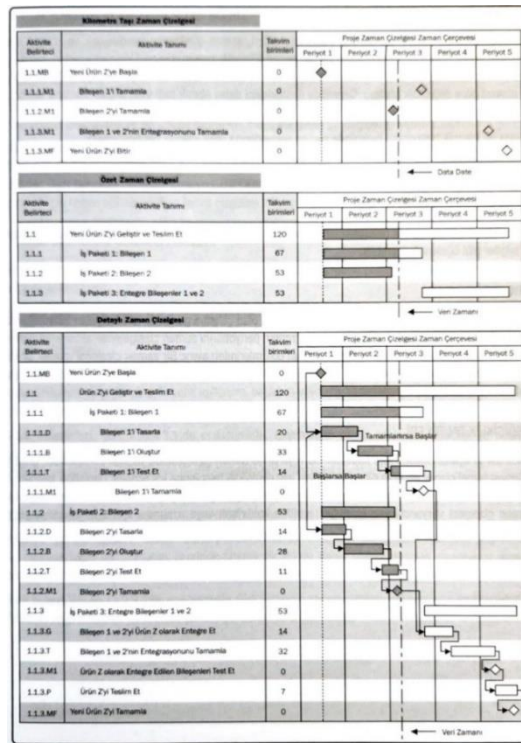 Kilometre Taşı Zaman Çizelgesi
Aktivite Belirteci Aktivite Tanımı Takvim birimleri Proje Zaman Çizelgesi Zaman Çerçevesi
Periyot 1 Periyot 2 Periyot 3 Periyot 4 Periyot 5
1.1.MB Yeni Ürün Z'ye Başla 0
1.1.1.M1 Bileşen 1'i Tamamla 0
1.1.2.M1 Bileşen 2'yi Tamamla 0
1.1.3.M1 Bileşen 1 ve 2'nin Entegrasyonunu Tamamla 0
1.1.3.MF Yeni Ürün Z'yi Bitir 0
Data Date
Özet Zaman Çizelgesi
Aktivite Belirteci Aktivite Tanımı Takvim birimleri Proje Zaman Çizelgesi Zaman Çerçevesi
Periyot 1 Periyot 2 Periyot 3 Periyot 4 Periyot 5
1.1 Yeni Ürün Z'yi Geliştir ve Teslim Et 120
1.1.1 İş Paketi 1: Bileşen 1 67
1.1.2 İş Paketi 2: Bileşen 2 53
1.1.3 İş Paketi 3: Entegre Bileşenler 1 ve 2 53
Veri Zamanı
Detaylı Zaman Çizelgesi
Aktivite Belirteci Aktivite Tanımı Takvim birimleri Proje Zaman Çizelgesi Zaman Çerçevesi
Periyot 1 Periyot 2 Periyot 3 Periyot 4 Periyot 5
1.1.MB Yeni Ürün Z'ye Başla 0
1.1 Ürün Z'yi Geliştir ve Teslim Et 120
1.1.1 İş Paketi 1: Bileşen 1 67
1.1.1.D Bileşen 1'i Tasarla 20
Tamamlanırsa Başlar
1.1.1.B Bileşen 1'i Oluştur 33
1.1.1.T Bileşen 1'i Test Et 14
Başlarsa Başlar
1.1.1.M1 Bileşen 1'i Tamamla 0
1.1.2 İş Paketi 2: Bileşen 2 53
1.1.2.D Bileşen 2'yi Tasarla 14
1.1.2.B Bileşen 2'yi Oluştur 28
1.1.2.T Bileşen 2'yi Test Et 11
1.1.2.M1 Bileşen 2'yi Tamamla 0
1.1.3 İş Paketi 3: Entegre Bileşenler 1 ve 2 53
1.1.3.G Bileşen 1 ve 2'yi Ürün Z olarak Entegre Et 14
1.1.3.T Bileşen 1 ve 2'nin Entegrasyonunu Tamamla 32
1.1.3.M1 Ürün Z olarak Entegre Edilen Bileşenleri Test Et 0
1.1.3.P Ürün Z'yi Teslim Et 7
1.1.3.MF Yeni Ürün Z'yi Tamamla 0
Veri Zamanı